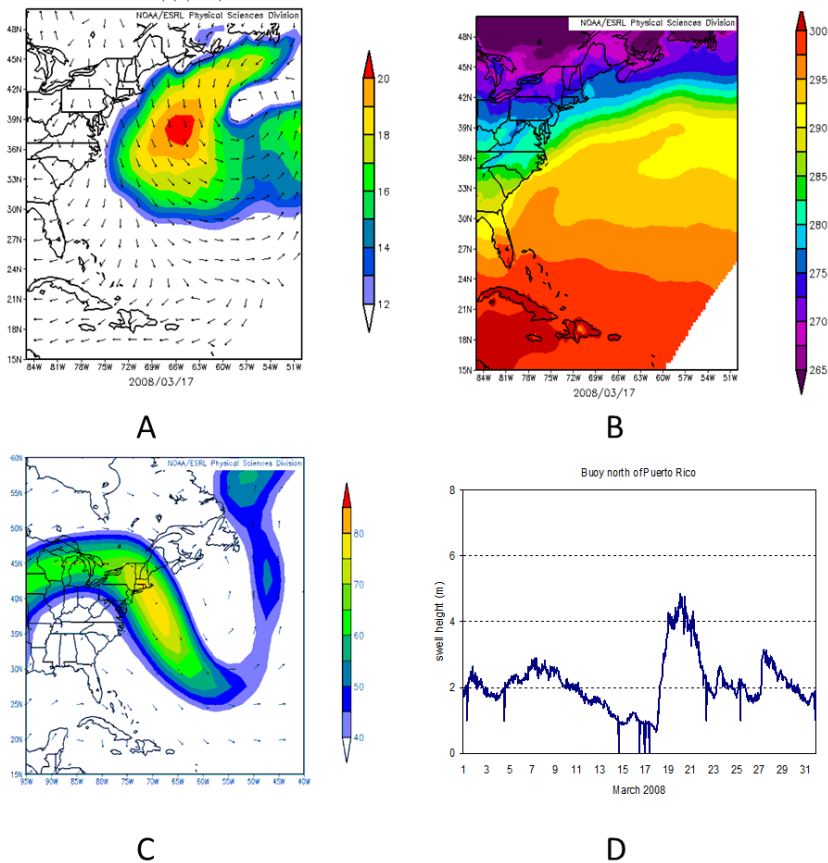 NOAA/ESRL Physical Sciences Division
48N
45N
42N
39N
36N
33N
30N
27N
24N
21N
18N
15N
84W 81W 78W 75W 72W 69W 66W 63W 60W 57W 54W 51W
2008/03/17
20
18
16
14
12
A
NOAA/ESRL Physical Sciences Division
48N
45N
42N
39N
36N
33N
30N
27N
24N
21N
18N
15N
84W 81W 78W 75W 72W 69W 66W 63W 60W 57W 54W 51W
2008/03/17
300
295
290
285
280
275
270
265
B
NOAA/ESRL Physical Sciences Division
60N
55N
50N
45N
40N
35N
30N
25N
20N
15N
95W 90W 85W 80W 75W 70W 65W 60W 55W 50W 45W 40W
80
70
60
50
40
C
Buoy north of Puerto Rico
swell height (m)
8
6
4
2
0
1 3 5 7 9 11 13 15 17 19 21 23 25 27 29 31
March 2008
D